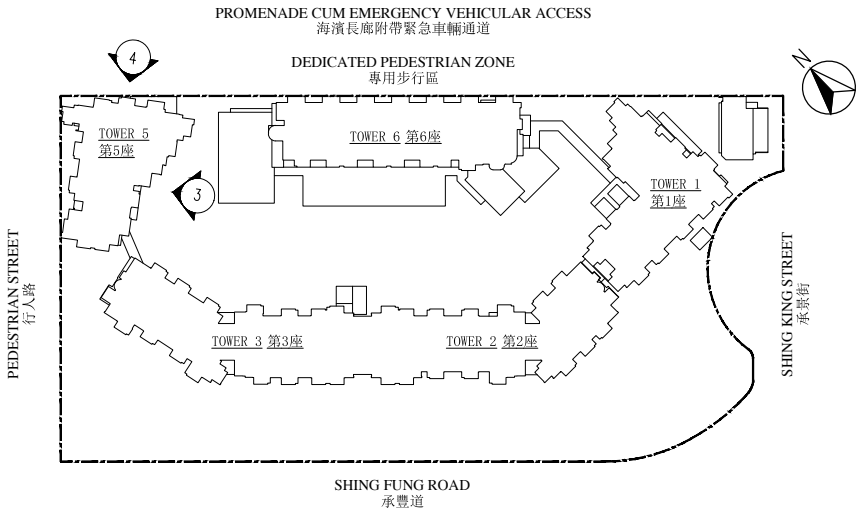 PROMENADE CUM EMERGENCY VEHICULAR ACCESS
海濱長廊附帶緊急車輛通道
4
DEDICATED PEDESTRIAN ZONE
專用步行區
N
TOWER 5
第5座
TOWER 6 第6座
TOWER 1
第1座
3
PEDESTRIAN STREET
行人路
SHING KING STREET
承景街
TOWER 3 第3座
TOWER 2 第2座
SHING FUNG ROAD
承豐道